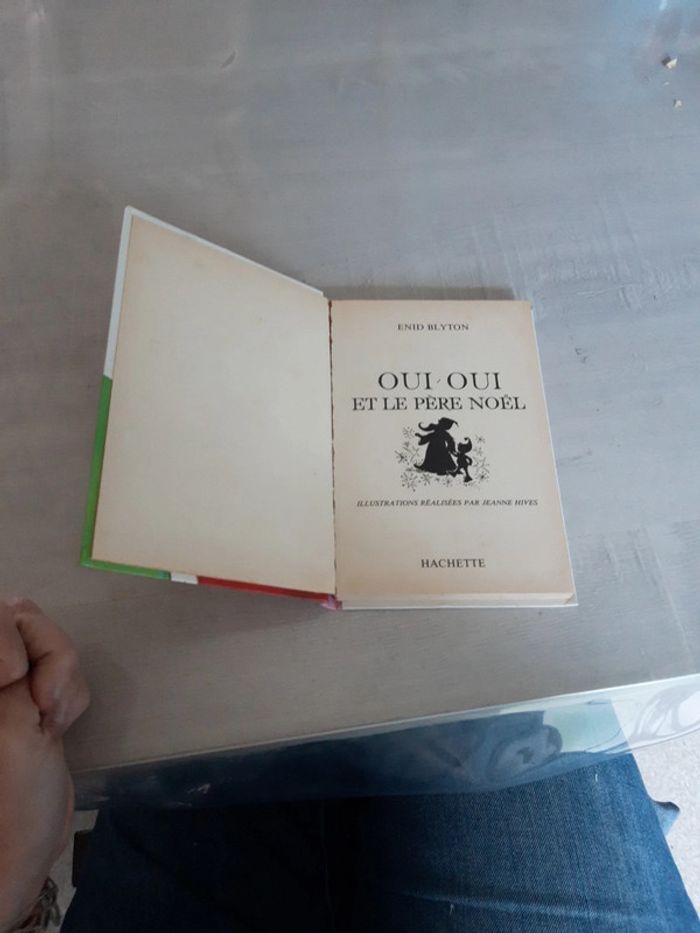 ENID BLYTON
OUI-OUI
ET LE PÈRE NOËL
ILLUSTRATIONS RÉALISÉES PAR JEANNE HIVES
HACHETTE